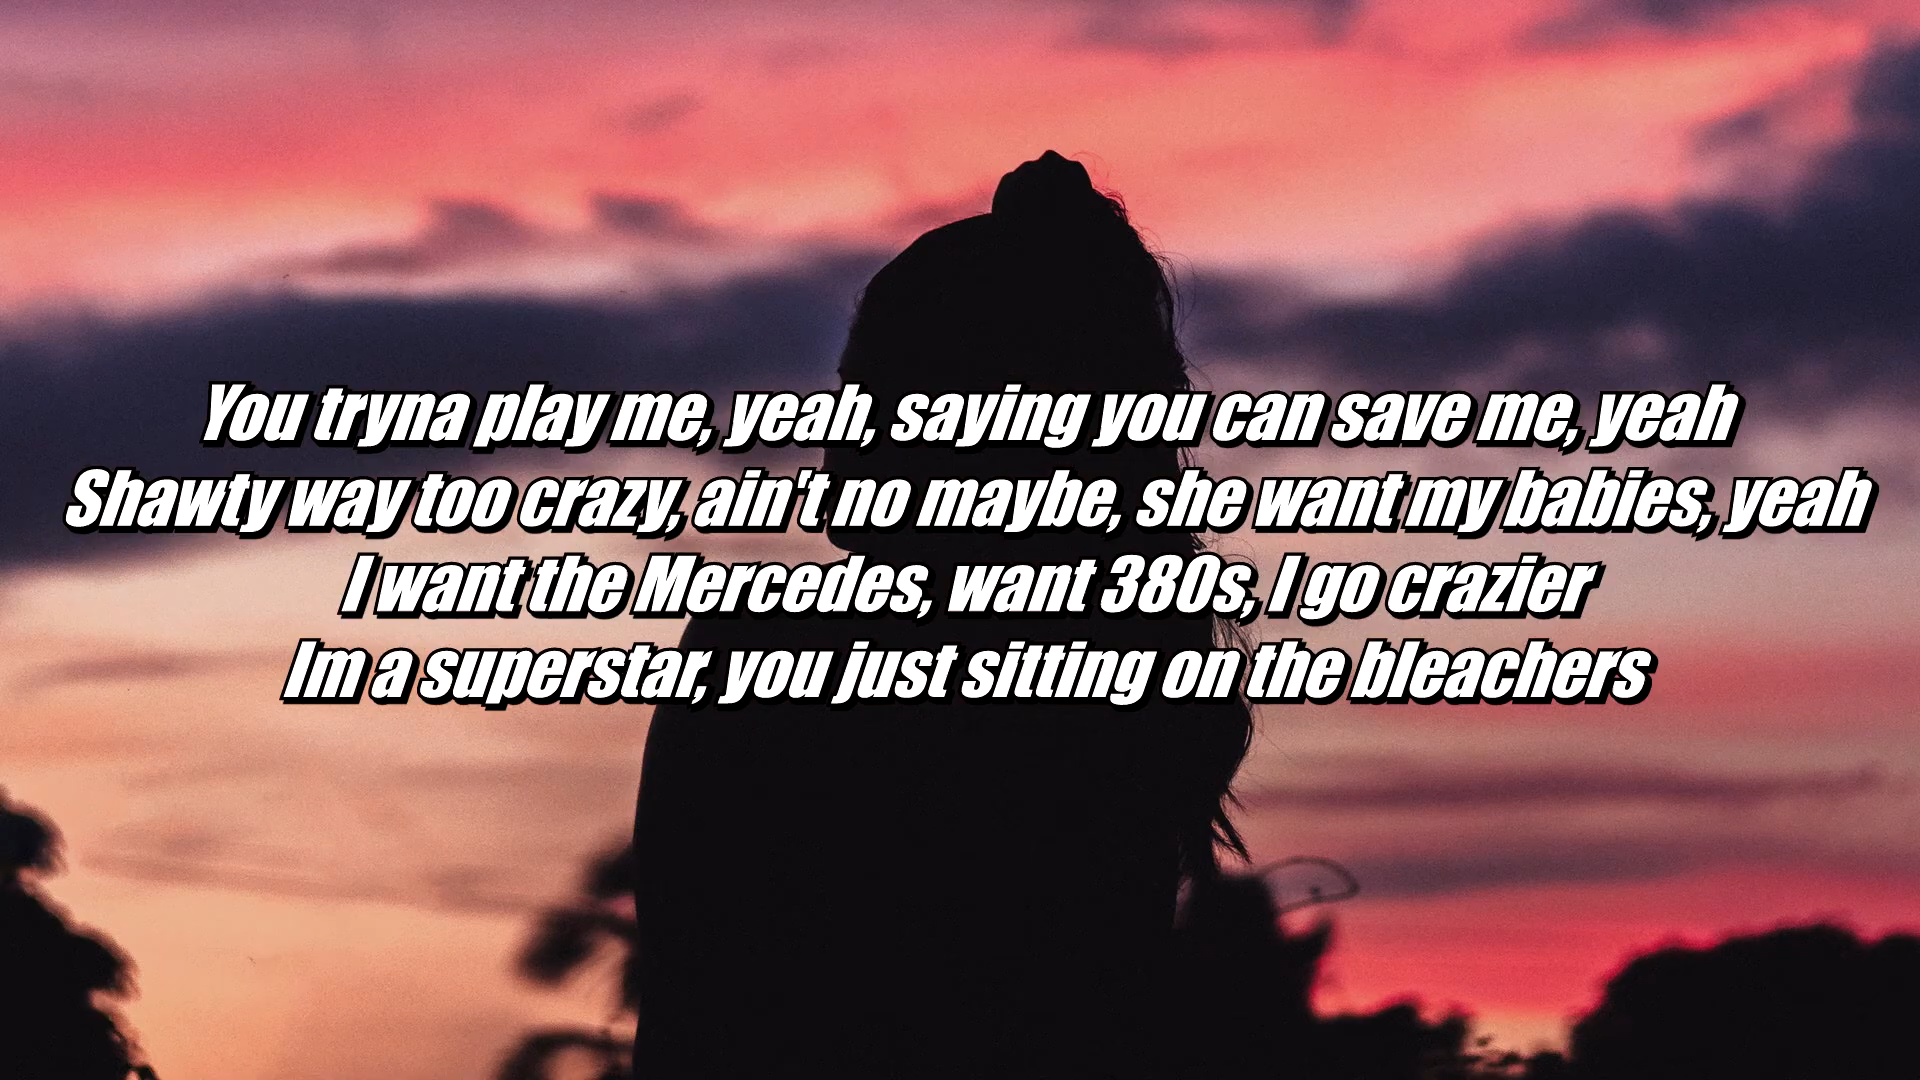 You tryna play me, yeah, saying you can save me, yeah
Shawty way too crazy, ain't no maybe, she want my babies, yeah
I want the Mercedes, want 380s, I go crazier
Im a superstar, you just sitting on the bleachers